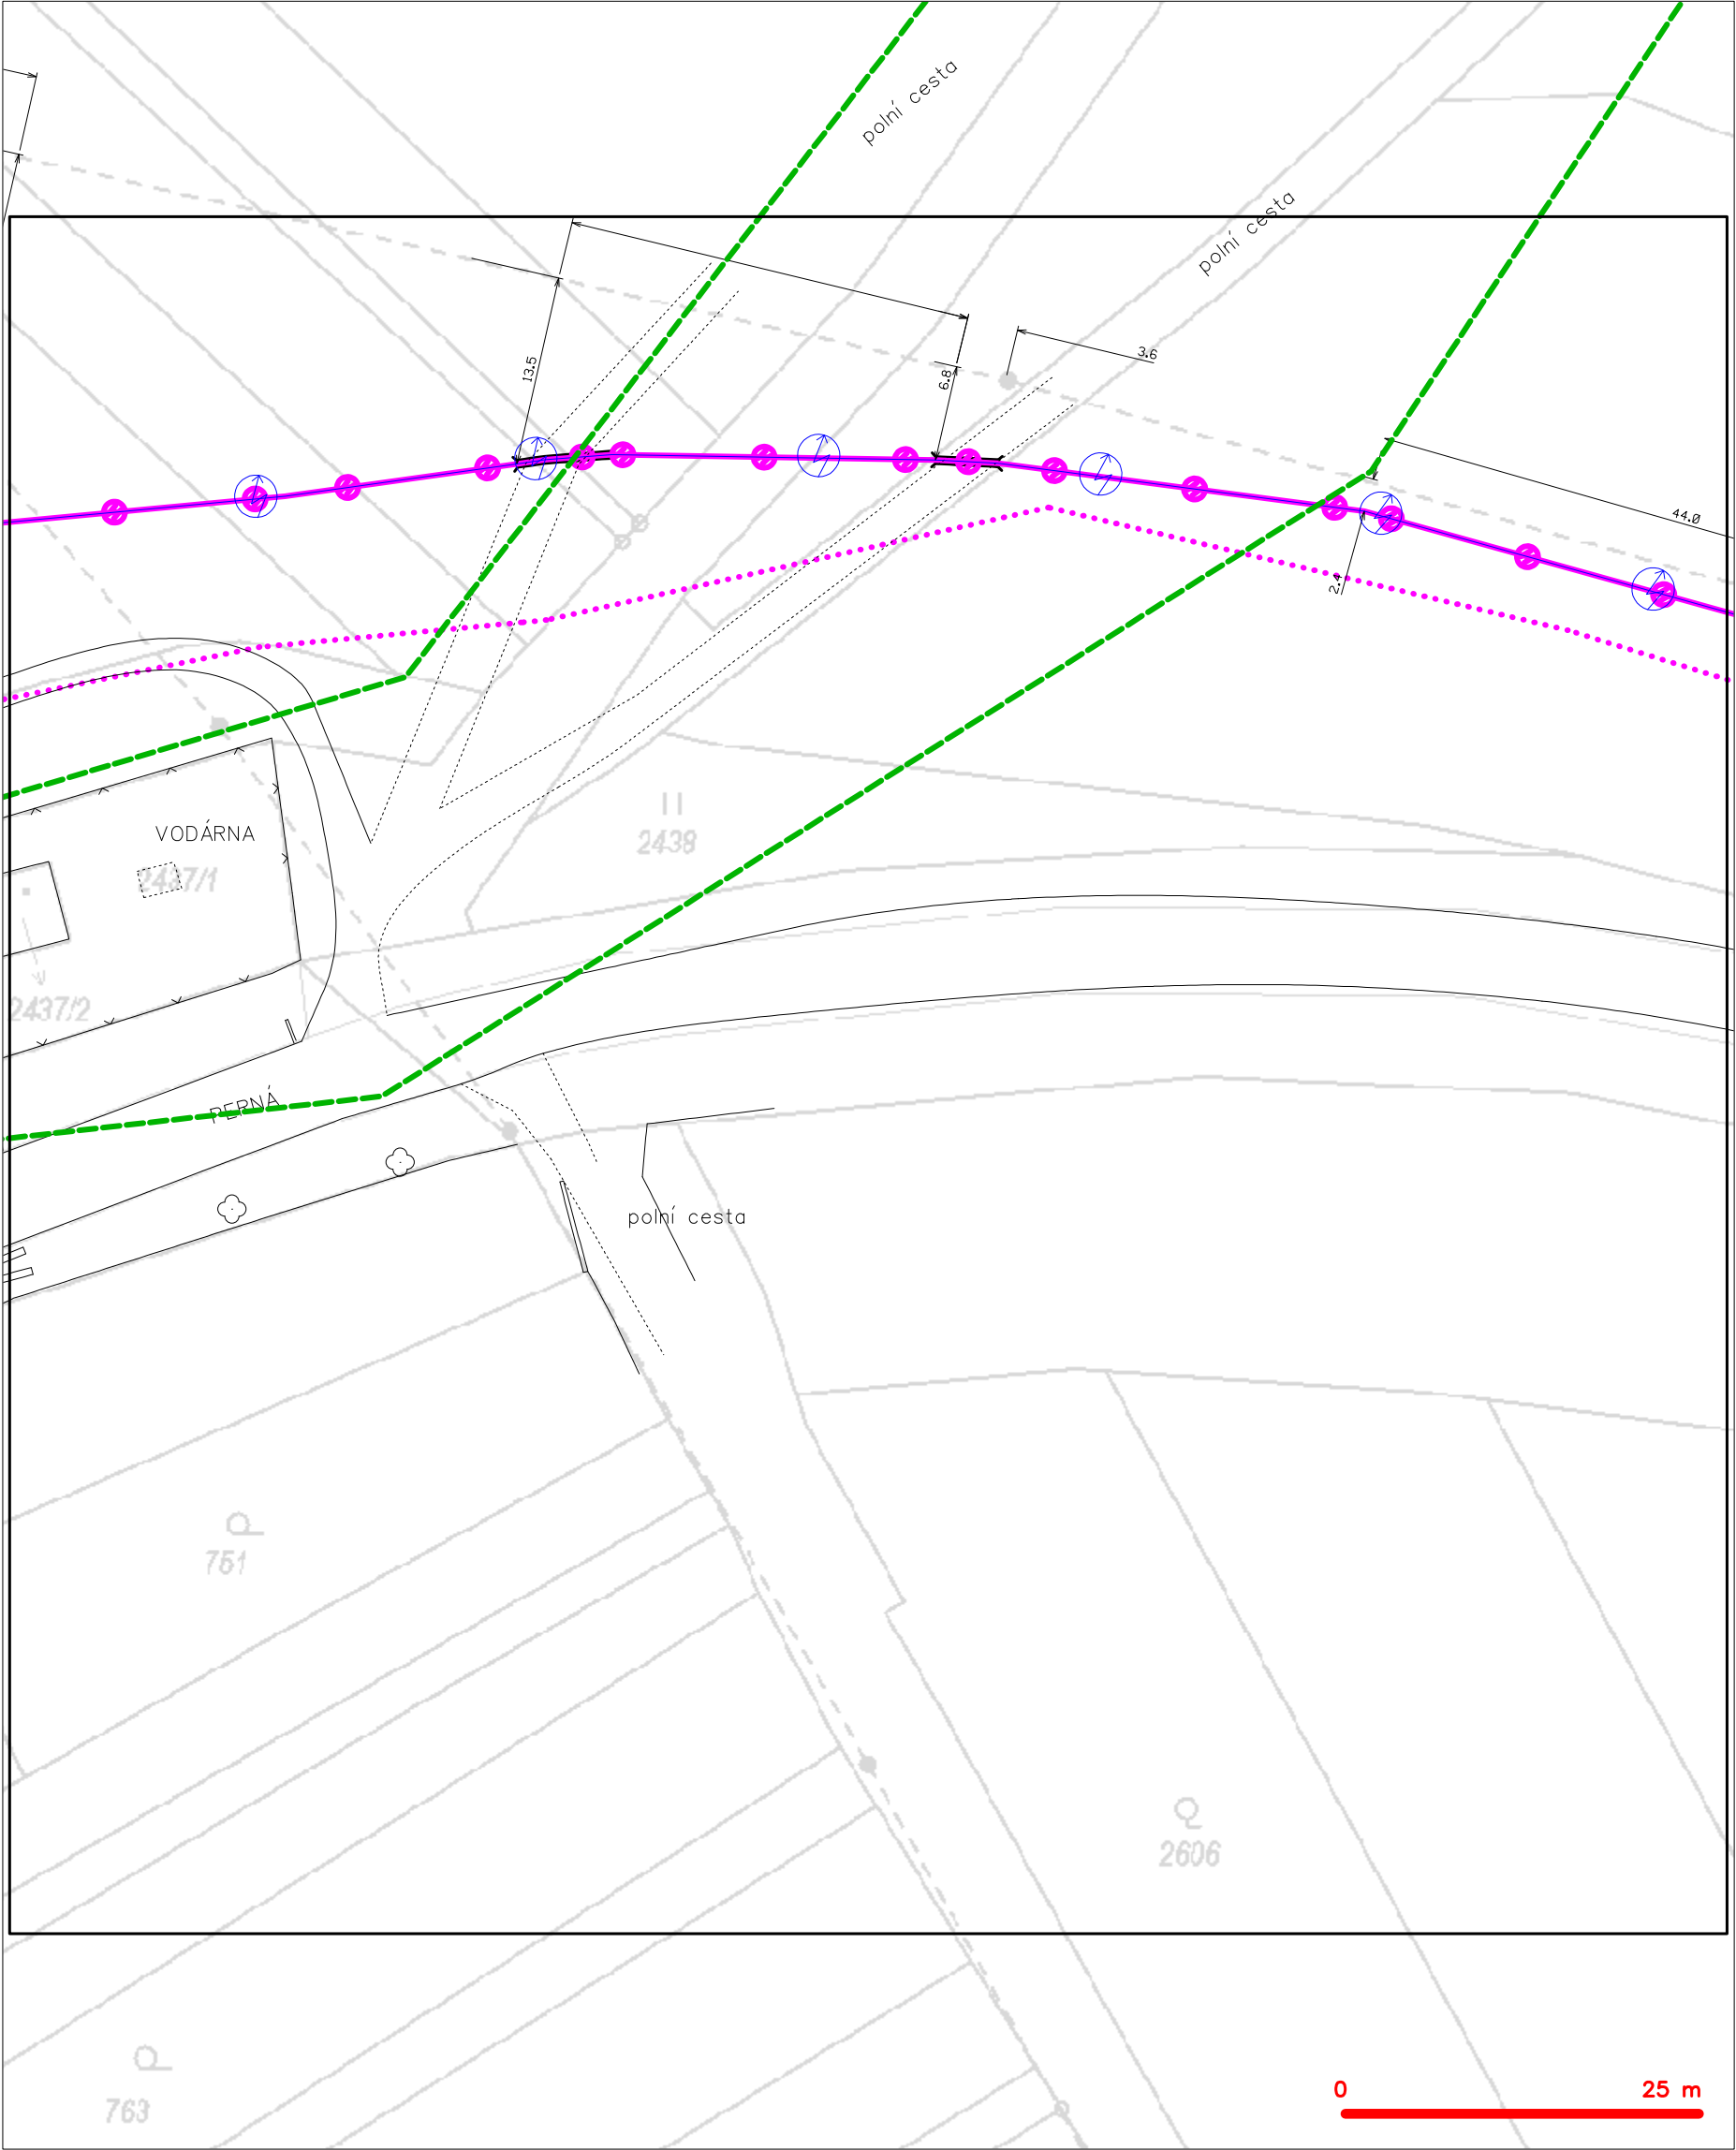 polní cesta
polní cesta
13.5
6.8
3.6
44.0
2.4
II
2438
VODÁRNA
2437/1
2437/2
PERNÁ
polní cesta
751
2606
763
0 25 m